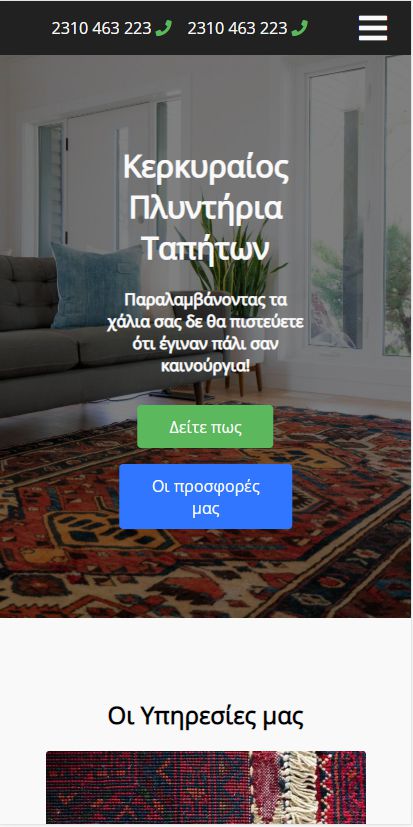 2310 463 223 2310 463 223
Κερκυραίος
Πλυντήρια
Ταπήτων
Παραλαμβάνοντας τα
χάλια σας δε θα πιστεύετε
ότι έγιναν πάλι σαν
καινούργια!
Δείτε πως
Οι προσφορές
μας
Οι Υπηρεσίες μας